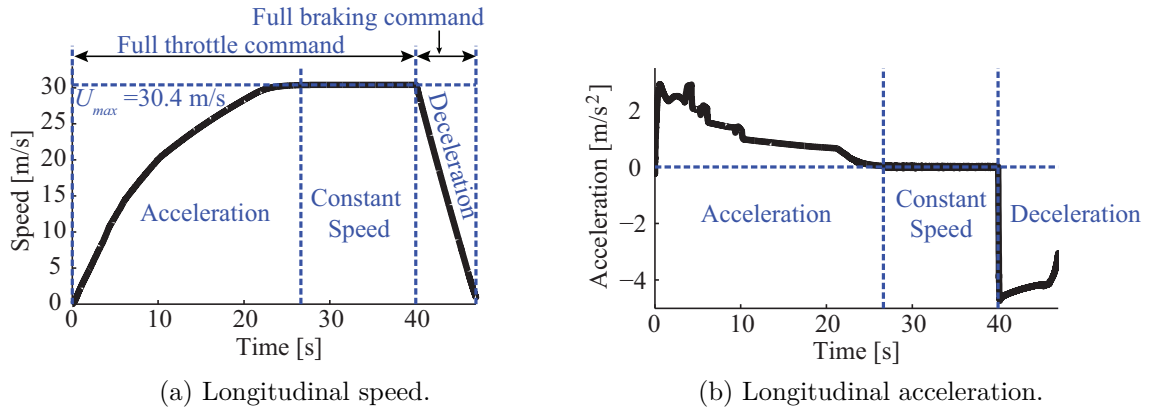 Full braking command
Full throttle command
30
U_max =30.4 m/s
25
20
15
10
5
0
Speed [m/s]
Acceleration
Constant
Speed
Deceleration
0 10 20 30 40
Time [s]
(a) Longitudinal speed.
2
0
−2
−4
Acceleration [m/s²]
Acceleration
Constant
Speed
Deceleration
0 10 20 30 40
Time [s]
(b) Longitudinal acceleration.